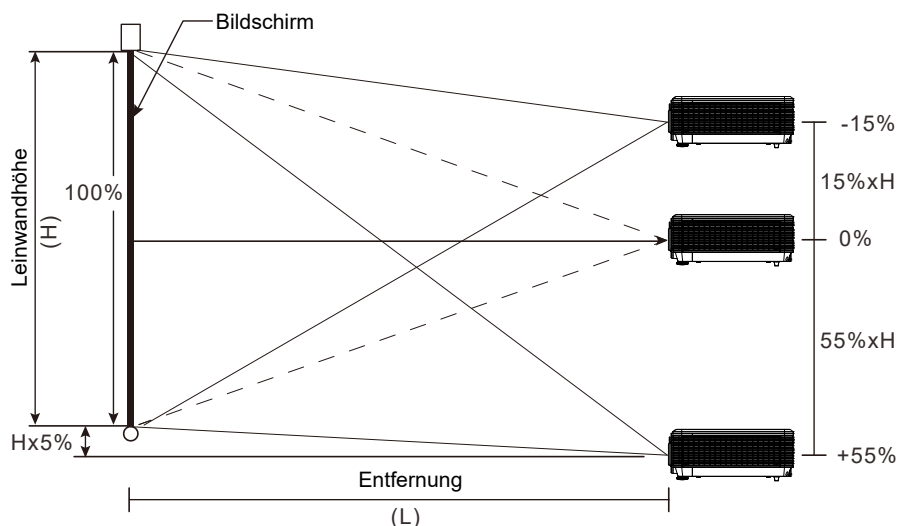 Bildschirm
-15%
15%xH
100%
Leinwandhöhe
(H)
0%
55%xH
Hx5%
+55%
Entfernung
(L)